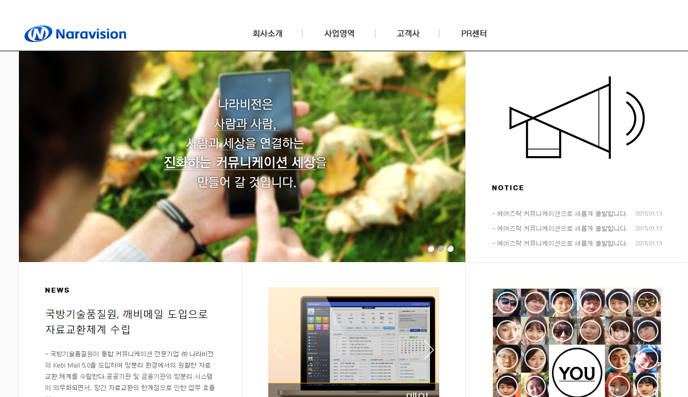 Naravision
회사소개
사업영역
고객사
PR센터
나라비전은
사람과 사람,
사람과 세상을 연결하는
진화하는 커뮤니케이션 세상을
만들어 갈 것입니다.
NOTICE
- 에어즈락 커뮤니케이션으로 새롭게 출발합니다. 2015.01.13
- 에어즈락 커뮤니케이션으로 새롭게 출발합니다. 2015.01.13
- 에어즈락 커뮤니케이션으로 새롭게 출발합니다. 2015.01.13
NEWS
국방기술품질원, 깨비메일 도입으로
자료교환체계 수립
- 국방기술품질원이 통합 커뮤니케이션 전문기업 ㈜나라비전
의 Kebi Mail 5.0를 도입하여 망분리 환경에서의 원활한 자료
교환 체계를 수립한다.공공기관 및 금융기관의 망분리 시스템
이 의무화되면서, 망간 자료교환의 한계점으로 인한 업무 효율
YOU